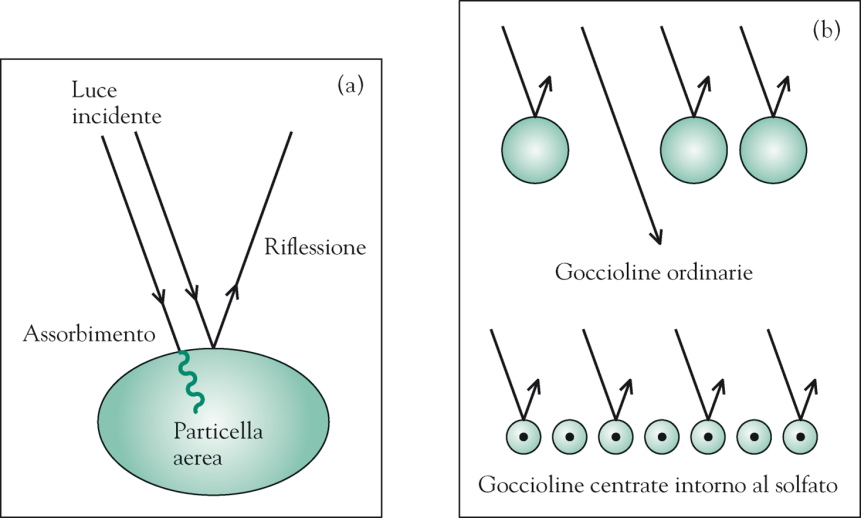 (a)
Luce
incidente
Riflessione
Assorbimento
Particella
aerea
(b)
Goccioline ordinarie
Goccioline centrate intorno al solfato